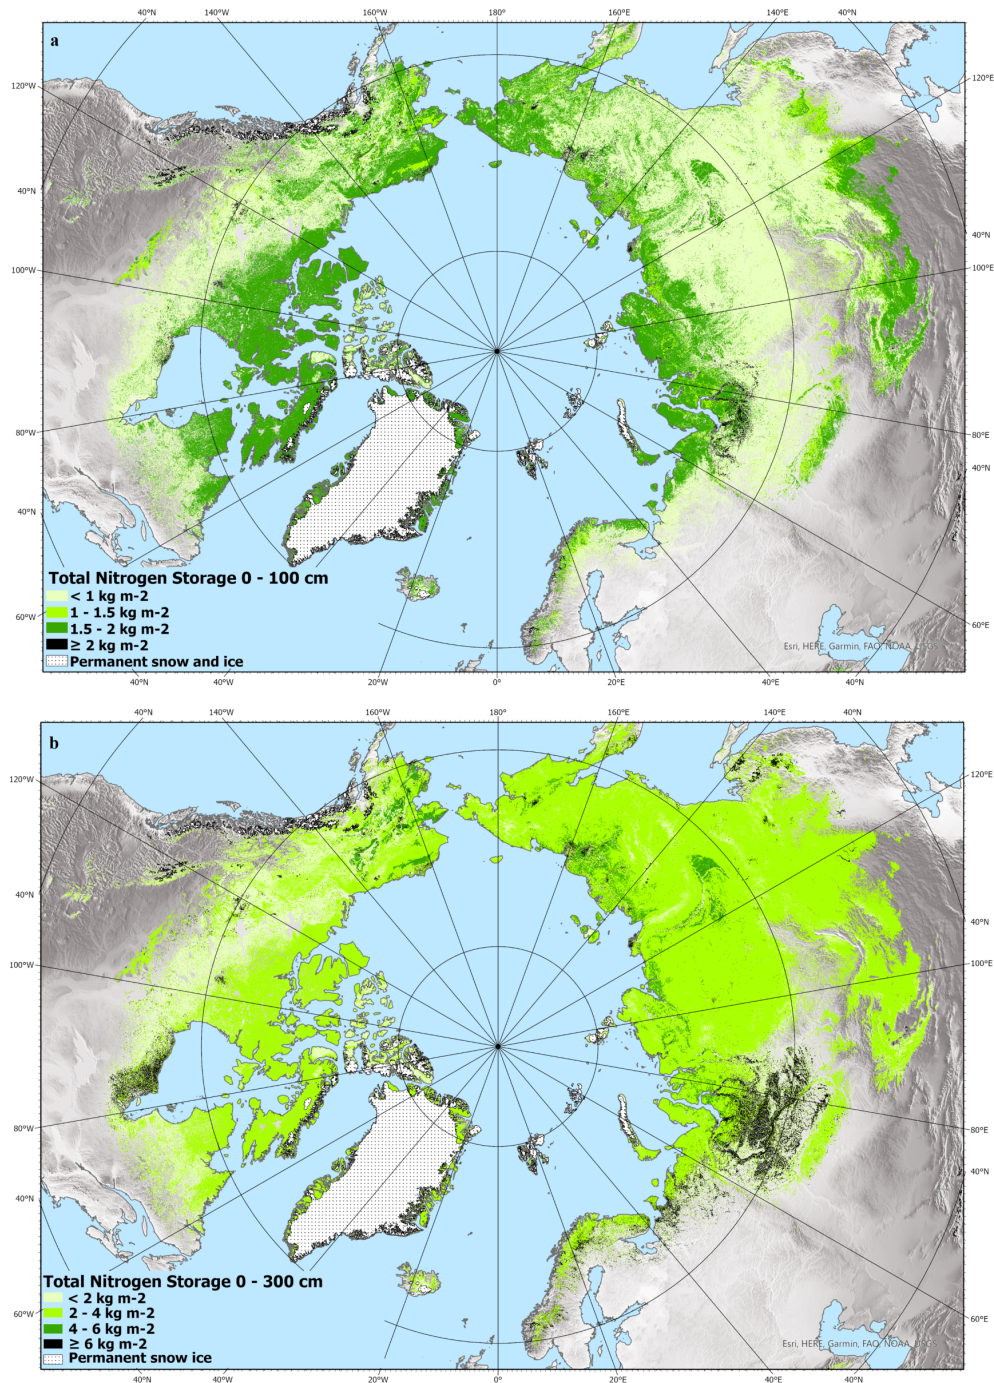 40°N 140°W 160°W 180° 160°E 140°E 40°N
a
120°W
120°E
40°N
40°N
100°W
100°E
80°W
80°E
40°N
40°N
Total Nitrogen Storage 0 - 100 cm
< 1 kg m-2
1 - 1.5 kg m-2
1.5 - 2 kg m-2
≥ 2 kg m-2
Permanent snow and ice
60°W
60°E
Esri, HERE, Garmin, FAO, NOAA, USGS
40°N 40°W 20°W 0° 20°E 40°E 40°N
40°N 140°W 160°W 180° 160°E 140°E 40°N
b
120°W
120°E
40°N
40°N
100°W
100°E
80°W
80°E
40°N
40°N
Total Nitrogen Storage 0 - 300 cm
< 2 kg m-2
2 - 4 kg m-2
4 - 6 kg m-2
≥ 6 kg m-2
Permanent snow ice
60°W
60°E
Esri, HERE, Garmin, FAO, NOAA, USGS
40°N 40°W 20°W 0° 20°E 40°E 40°N